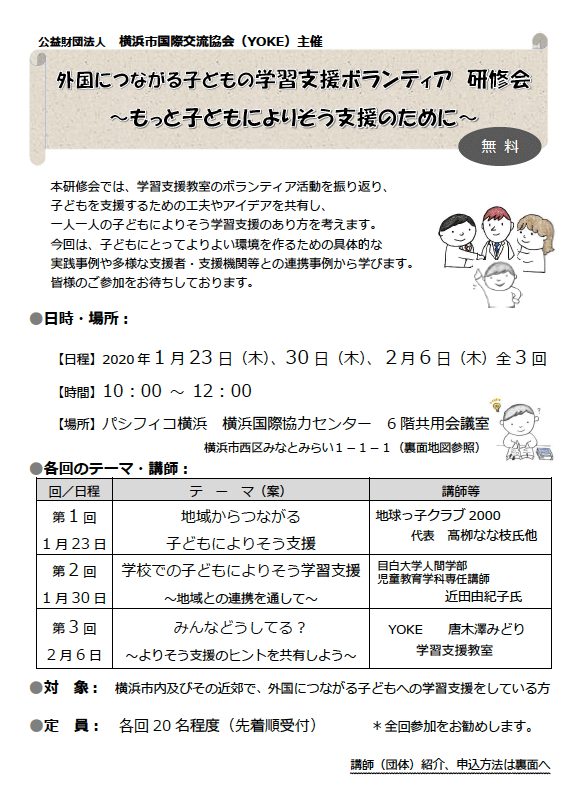 公益財団法人　横浜市国際交流協会（YOKE）主催
外国につながる子どもの学習支援ボランティア　研修会
～もっと子どもによりそう支援のために～
無 料
本研修会では、学習支援教室のボランティア活動を振り返り、
子どもを支援するための工夫やアイデアを共有し、
一人一人の子どもによりそう学習支援のあり方を考えます。
今回は、子どもにとってよりよい環境を作るための具体的な
実践事例や多様な支援者・支援機関等との連携事例から学びます。
皆様のご参加をお待ちしております。
●日時・場所：
【日程】2020 年 1 月 23 日（木）、30 日（木）、2 月 6 日（木）全 3 回
【時間】10：00 ～ 12：00
【場所】パシフィコ横浜　横浜国際協力センター　6 階共用会議室
横浜市西区みなとみらい１－１－１（裏面地図参照）
●各回のテーマ・講師：
回／日程　テ　ー　マ（案）　講師等
第 1 回　地域からつながる　地球っ子クラブ 2000
1 月 23 日　子どもによりそう支援　代表　髙栁なな枝氏他
第 2 回　学校での子どもによりそう学習支援　目白大学人間学部
児童教育学科専任講師
1 月 30 日　～地域との連携を通して～　近田由紀子氏
第 3 回　みんなどうしてる？　YOKE　唐木澤みどり
2 月 6 日　～よりそう支援のヒントを共有しよう～　学習支援教室
●対　象：　横浜市内及びその近郊で、外国につながる子どもへの学習支援をしている方
●定　員：　各回 20 名程度（先着順受付）　＊全回参加をお勧めします。
講師（団体）紹介、申込方法は裏面へ